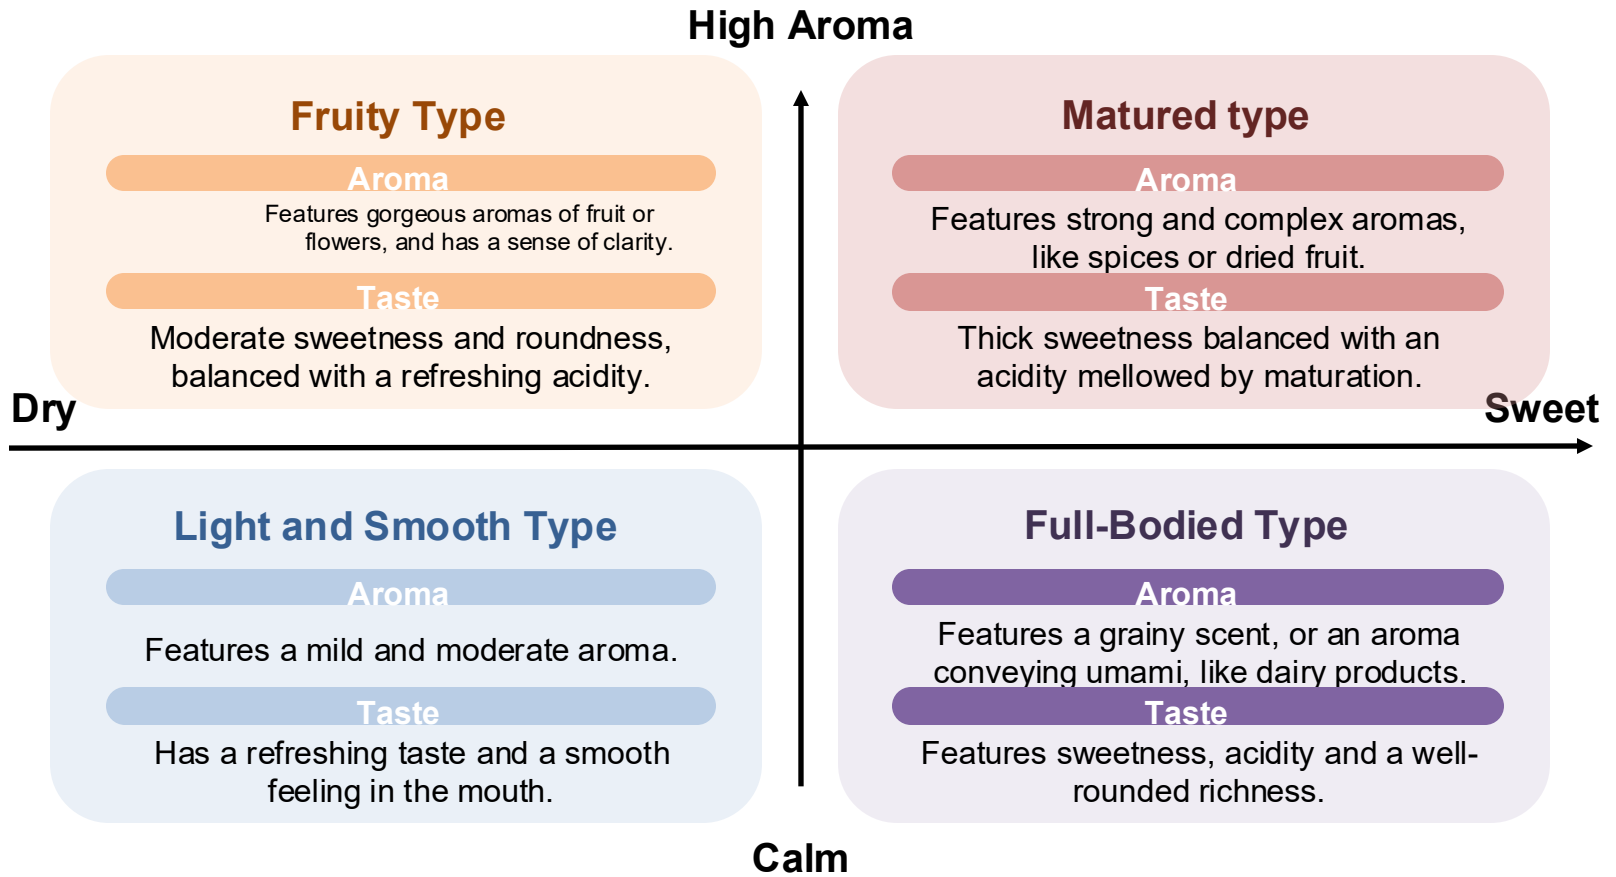 High Aroma
Fruity Type
Aroma
Features gorgeous aromas of fruit or
flowers, and has a sense of clarity.
Taste
Moderate sweetness and roundness,
balanced with a refreshing acidity.
Matured type
Aroma
Features strong and complex aromas,
like spices or dried fruit.
Taste
Thick sweetness balanced with an
acidity mellowed by maturation.
Dry
Sweet
Light and Smooth Type
Aroma
Features a mild and moderate aroma.
Taste
Has a refreshing taste and a smooth
feeling in the mouth.
Full-Bodied Type
Aroma
Features a grainy scent, or an aroma
conveying umami, like dairy products.
Taste
Features sweetness, acidity and a well-
rounded richness.
Calm